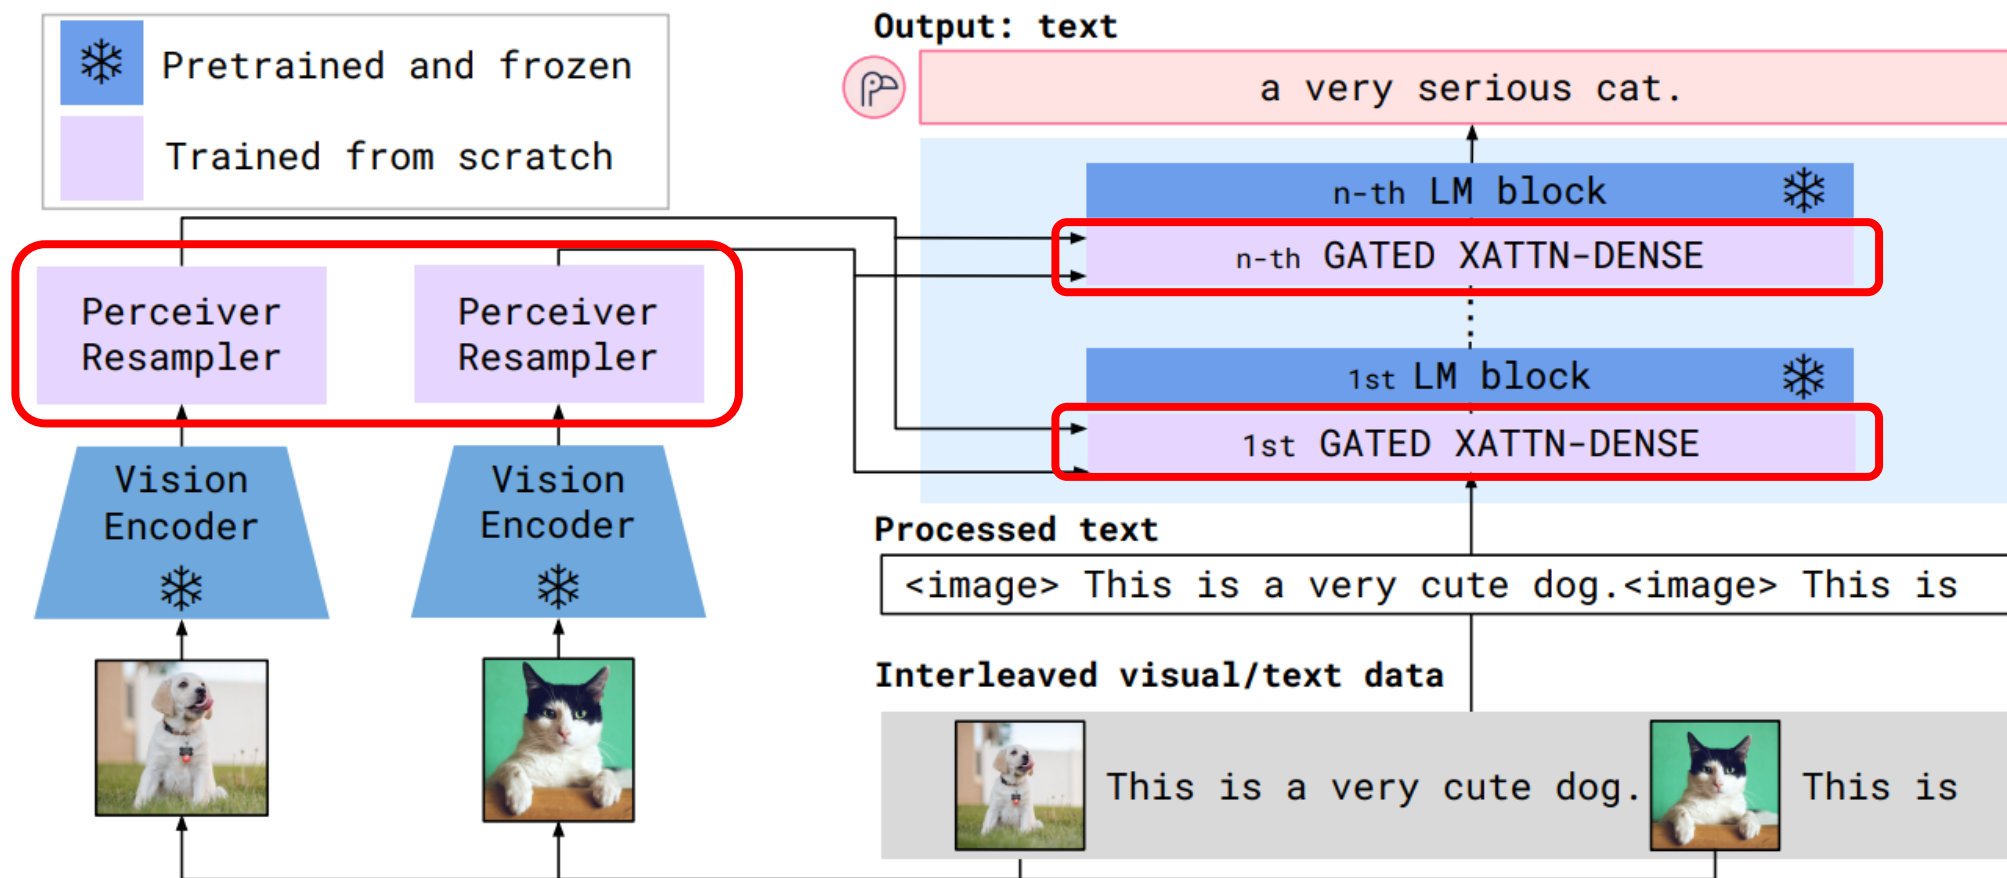 Pretrained and frozen
Trained from scratch
Perceiver
Resampler
Perceiver
Resampler
Vision
Encoder
Vision
Encoder
Output: text
a very serious cat.
n-th LM block
n-th GATED XATTN-DENSE
1st LM block
1st GATED XATTN-DENSE
Processed text
<image> This is a very cute dog.<image> This is
Interleaved visual/text data
This is a very cute dog.
This is